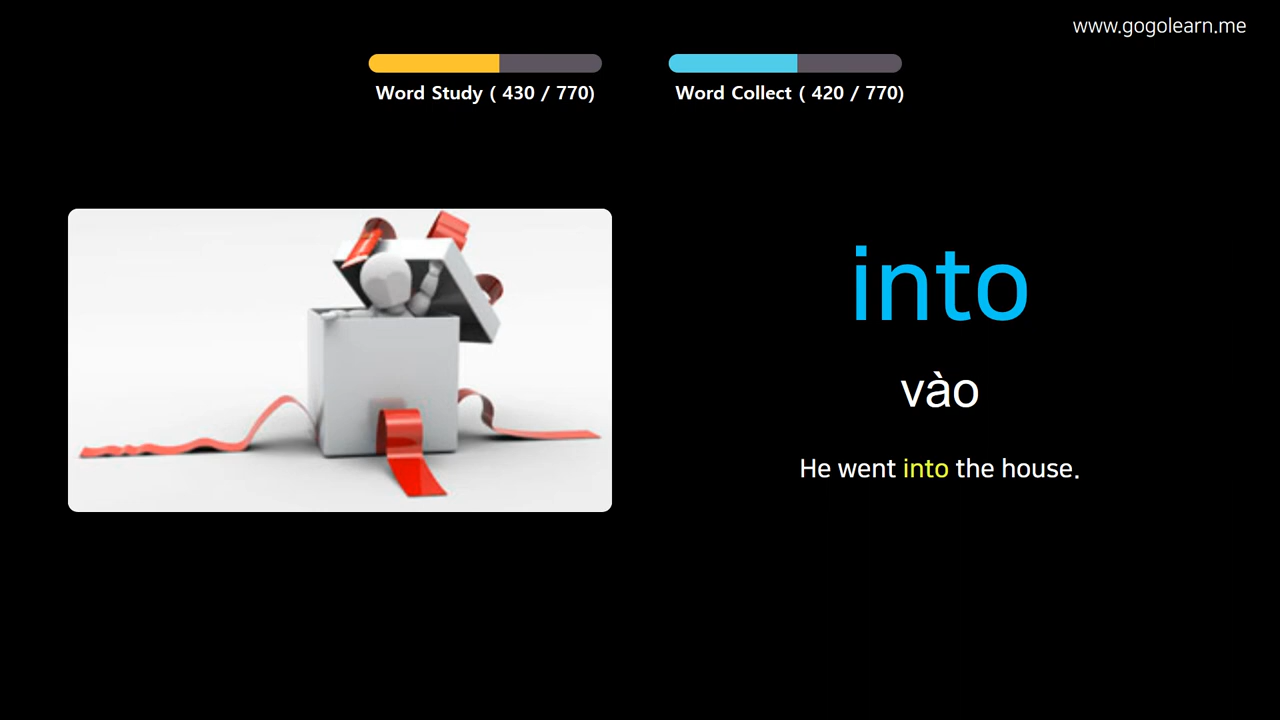 www.gogolearn.me
Word Study ( 430 / 770)
Word Collect ( 420 / 770)
into
vào
He went into the house.